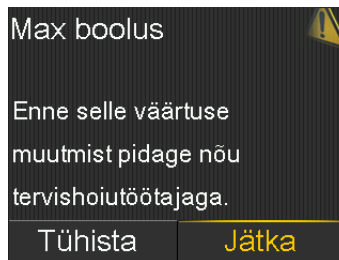 Max boolus
Enne selle väärtuse
muutmist pidage nõu
tervishoiutöötajaga.
Tühista
Jätka